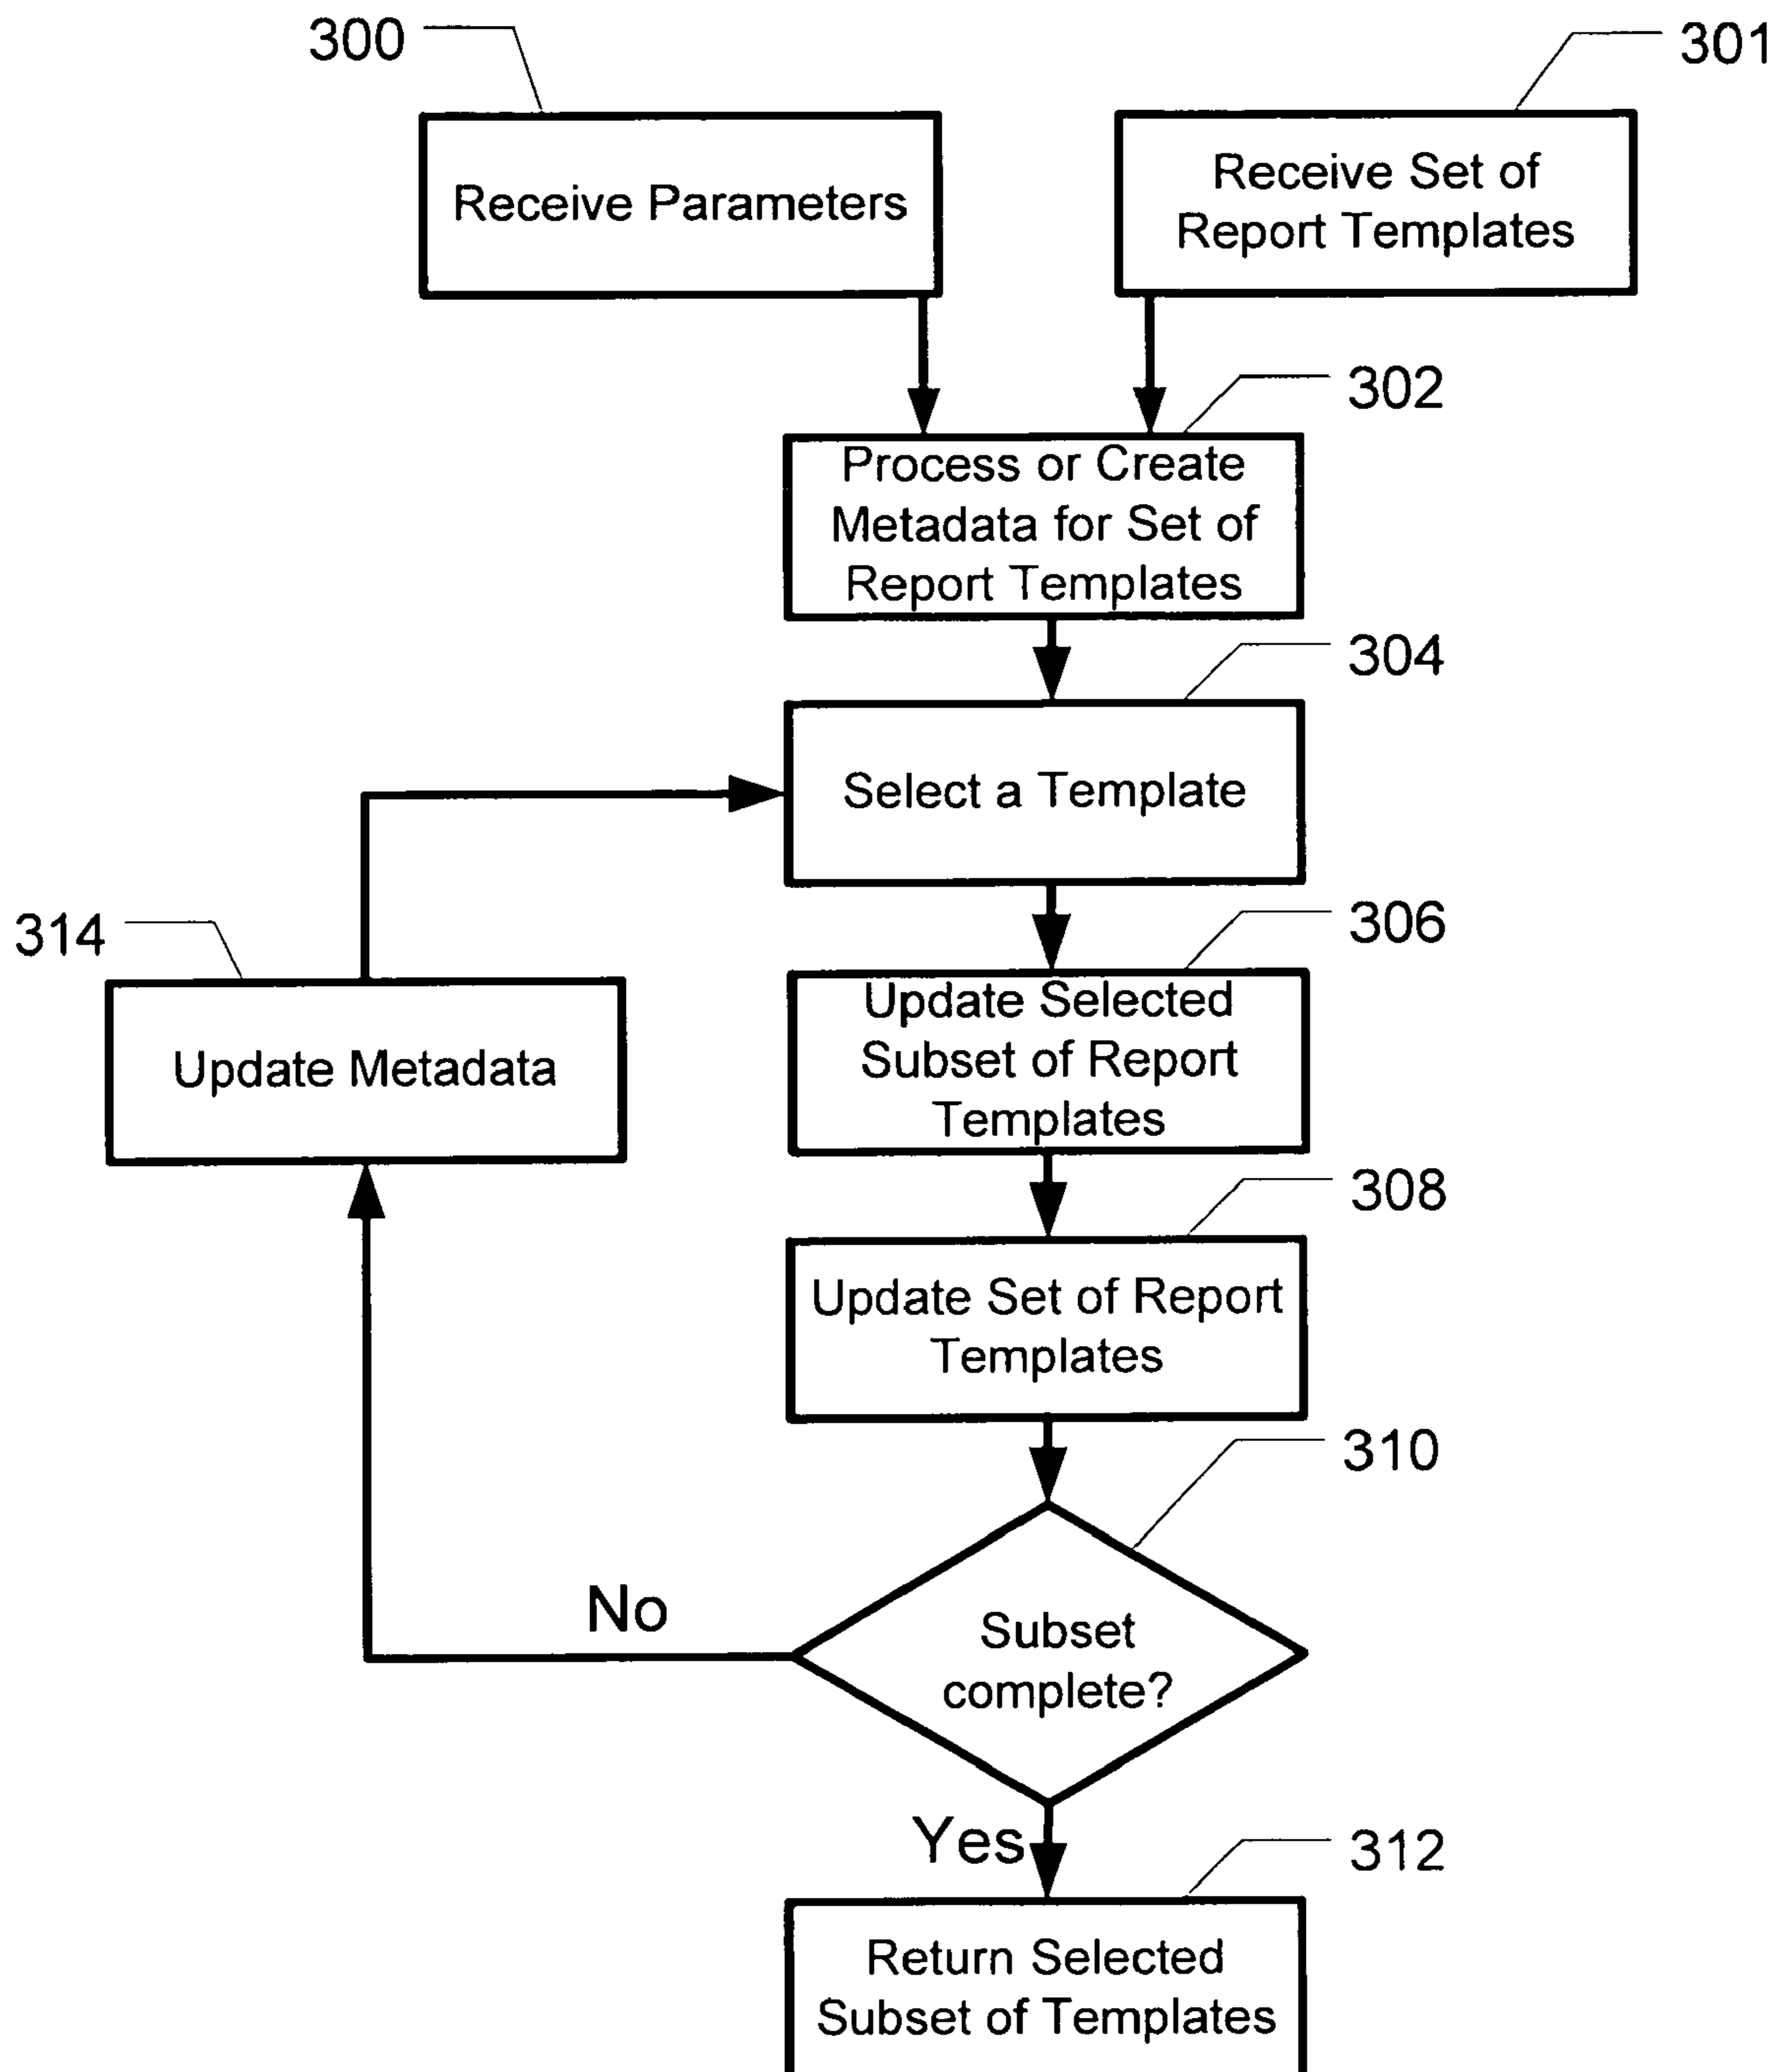 300
301
Receive Parameters
Receive Set of
Report Templates
302
Process or Create
Metadata for Set of
Report Templates
304
Select a Template
306
314
Update Selected
Subset of Report
Templates
Update Metadata
308
Update Set of Report
Templates
310
No
Subset
complete?
Yes
312
Return Selected
Subset of Templates